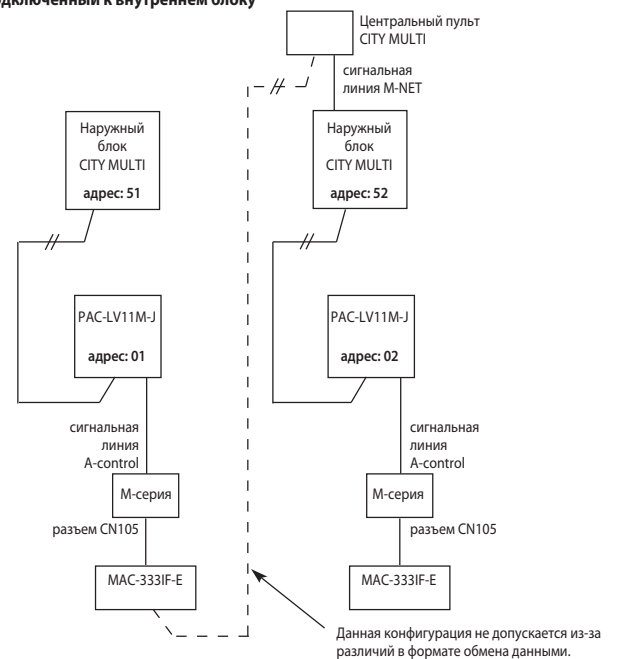 подключенный к внутреннем блоку
Центральный пульт
CITY MULTI
сигнальная
линия M-NET
Наружный
блок
CITY MULTI
адрес: 51
Наружный
блок
CITY MULTI
адрес: 52
PAC-LV11M-J
адрес: 01
PAC-LV11M-J
адрес: 02
сигнальная
линия
A-control
сигнальная
линия
A-control
М-серия
М-серия
разъем CN105
разъем CN105
MAC-333IF-E
MAC-333IF-E
Данная конфигурация не допускается из-за
различий в формате обмена данными.